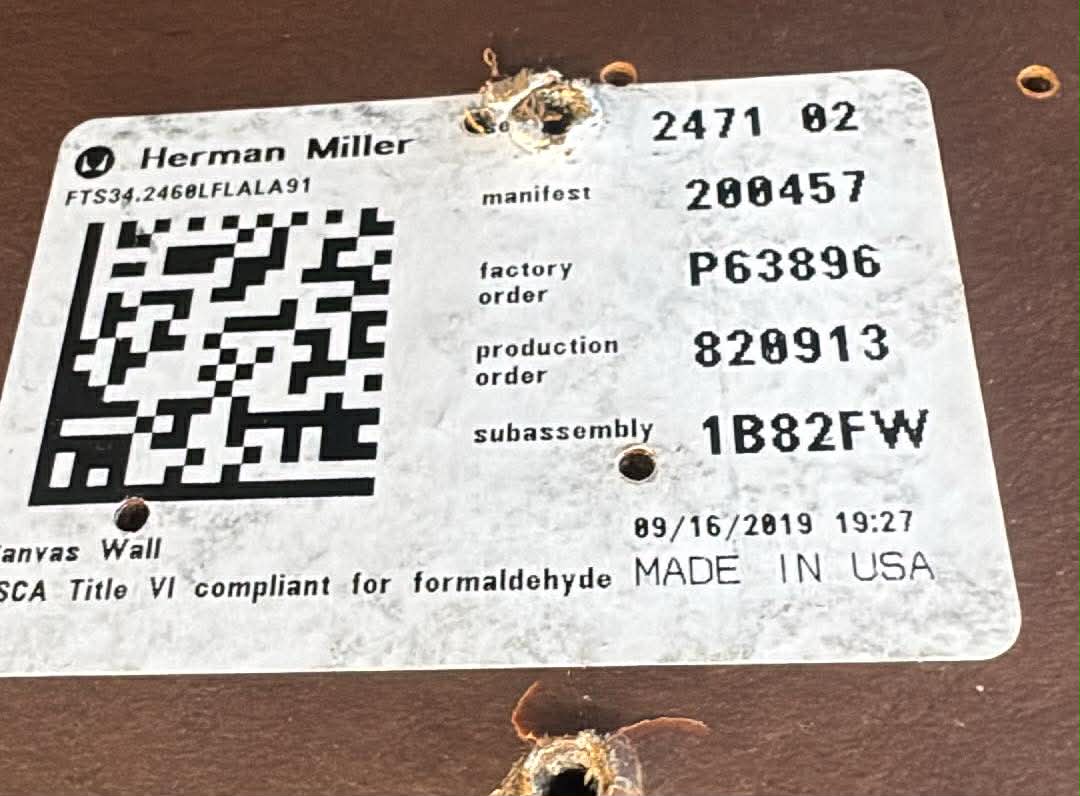 Herman Miller
FTS34.2460LFLALA91
2471 02
manifest 200457
factory order P63896
production order 820913
subassembly 1B82FW
09/16/2019 19:27
anvas Wall
SCA Title VI compliant for formaldehyde MADE IN USA